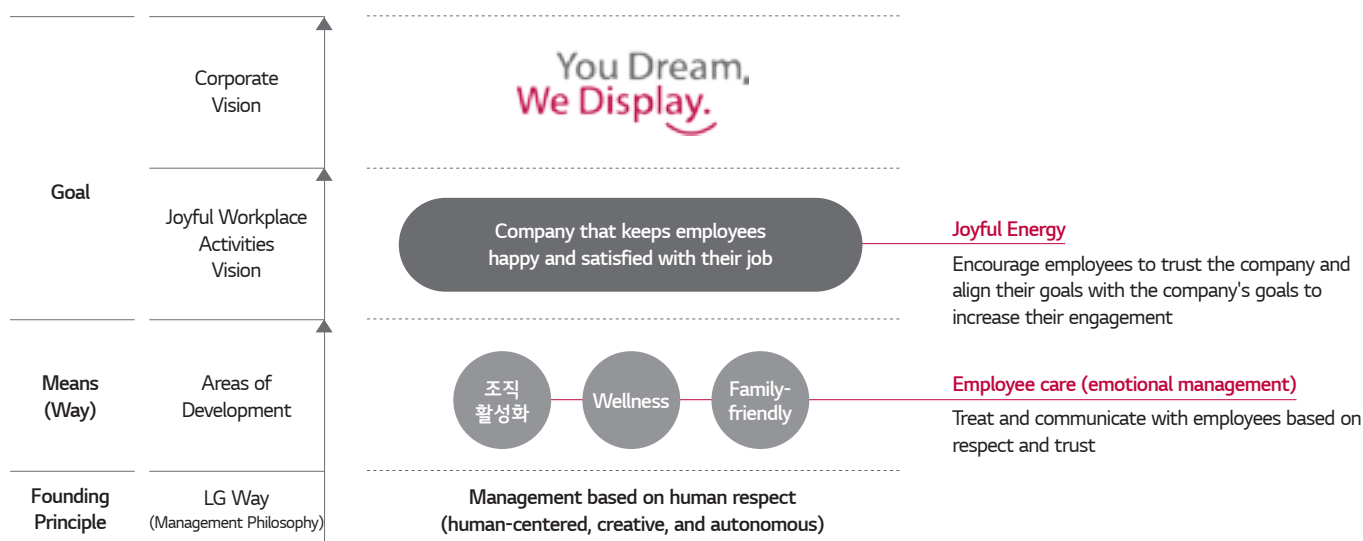 Goal
Corporate
Vision
You Dream,
We Display.
Joyful Workplace
Activities
Vision
Company that keeps employees
happy and satisfied with their job
Joyful Energy
Encourage employees to trust the company and
align their goals with the company's goals to
increase their engagement
Means
(Way)
Areas of
Development
조직
활성화
Wellness
Family-
friendly
Employee care (emotional management)
Treat and communicate with employees based on
respect and trust
Founding
Principle
LG Way
(Management Philosophy)
Management based on human respect
(human-centered, creative, and autonomous)